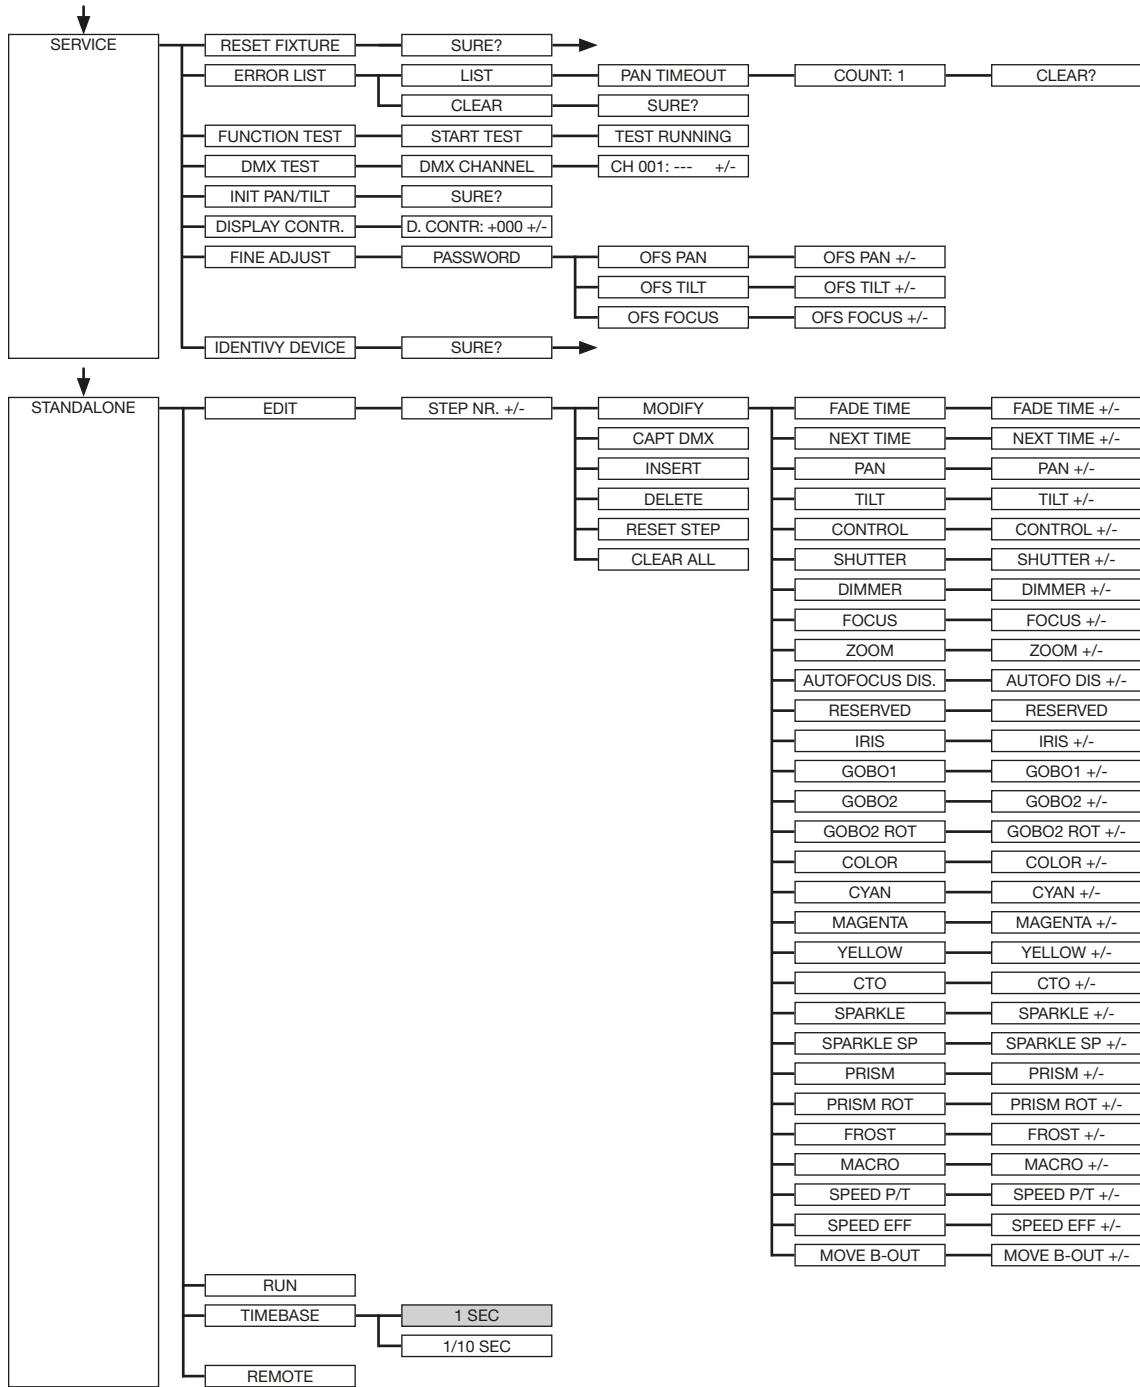 SERVICE RESET FIXTURE SURE?
ERROR LIST LIST PAN TIMEOUT COUNT: 1 CLEAR?
CLEAR SURE?
FUNCTION TEST START TEST TEST RUNNING
DMX TEST DMX CHANNEL CH 001: --- +/-
INIT PAN/TILT SURE?
DISPLAY CONTR. D. CONTR: +000 +/-
FINE ADJUST PASSWORD OFS PAN OFS PAN +/-
OFS TILT OFS TILT +/-
OFS FOCUS OFS FOCUS +/-
IDENTIVY DEVICE SURE?
STANDALONE EDIT STEP NR. +/- MODIFY FADE TIME FADE TIME +/-
CAPT DMX NEXT TIME NEXT TIME +/-
INSERT PAN PAN +/-
DELETE TILT TILT +/-
RESET STEP CONTROL CONTROL +/-
CLEAR ALL SHUTTER SHUTTER +/-
DIMMER DIMMER +/-
FOCUS FOCUS +/-
ZOOM ZOOM +/-
AUTOFOCUS DIS. AUTOFO DIS +/-
RESERVED RESERVED
IRIS IRIS +/-
GOBO1 GOBO1 +/-
GOBO2 GOBO2 +/-
GOBO2 ROT GOBO2 ROT +/-
COLOR COLOR +/-
CYAN CYAN +/-
MAGENTA MAGENTA +/-
YELLOW YELLOW +/-
CTO CTO +/-
SPARKLE SPARKLE +/-
SPARKLE SP SPARKLE SP +/-
PRISM PRISM +/-
PRISM ROT PRISM ROT +/-
FROST FROST +/-
MACRO MACRO +/-
SPEED P/T SPEED P/T +/-
SPEED EFF SPEED EFF +/-
MOVE B-OUT MOVE B-OUT +/-
RUN
TIMEBASE 1 SEC
1/10 SEC
REMOTE